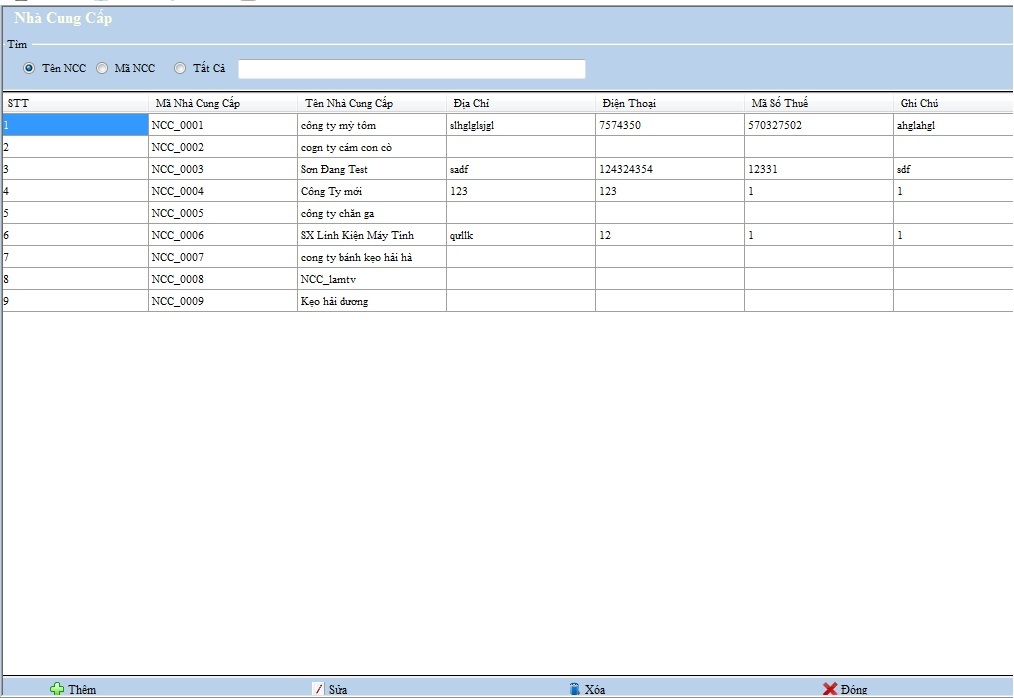 Nhà Cung Cấp
Tìm
Tên NCC Mã NCC Tất Cả
STT Mã Nhà Cung Cấp Tên Nhà Cung Cấp Địa Chỉ Điện Thoại Mã Số Thuế Ghi Chú
1 NCC_0001 công ty mỳ tôm slhglglsjgl 7574350 570327502 ahglahgl
2 NCC_0002 cogn ty cám con cò
3 NCC_0003 Sơn Đang Test sadf 124324354 12331 sdf
4 NCC_0004 Công Ty mới 123 123 1 1
5 NCC_0005 công ty chăn ga
6 NCC_0006 SX Linh Kiện Máy Tính 12 1 1
7 NCC_0007 cong ty bánh kẹo hải hà
8 NCC_0008 NCC_lamtv
9 NCC_0009 Kẹo hải dương
Thêm Sửa Xóa Đóng